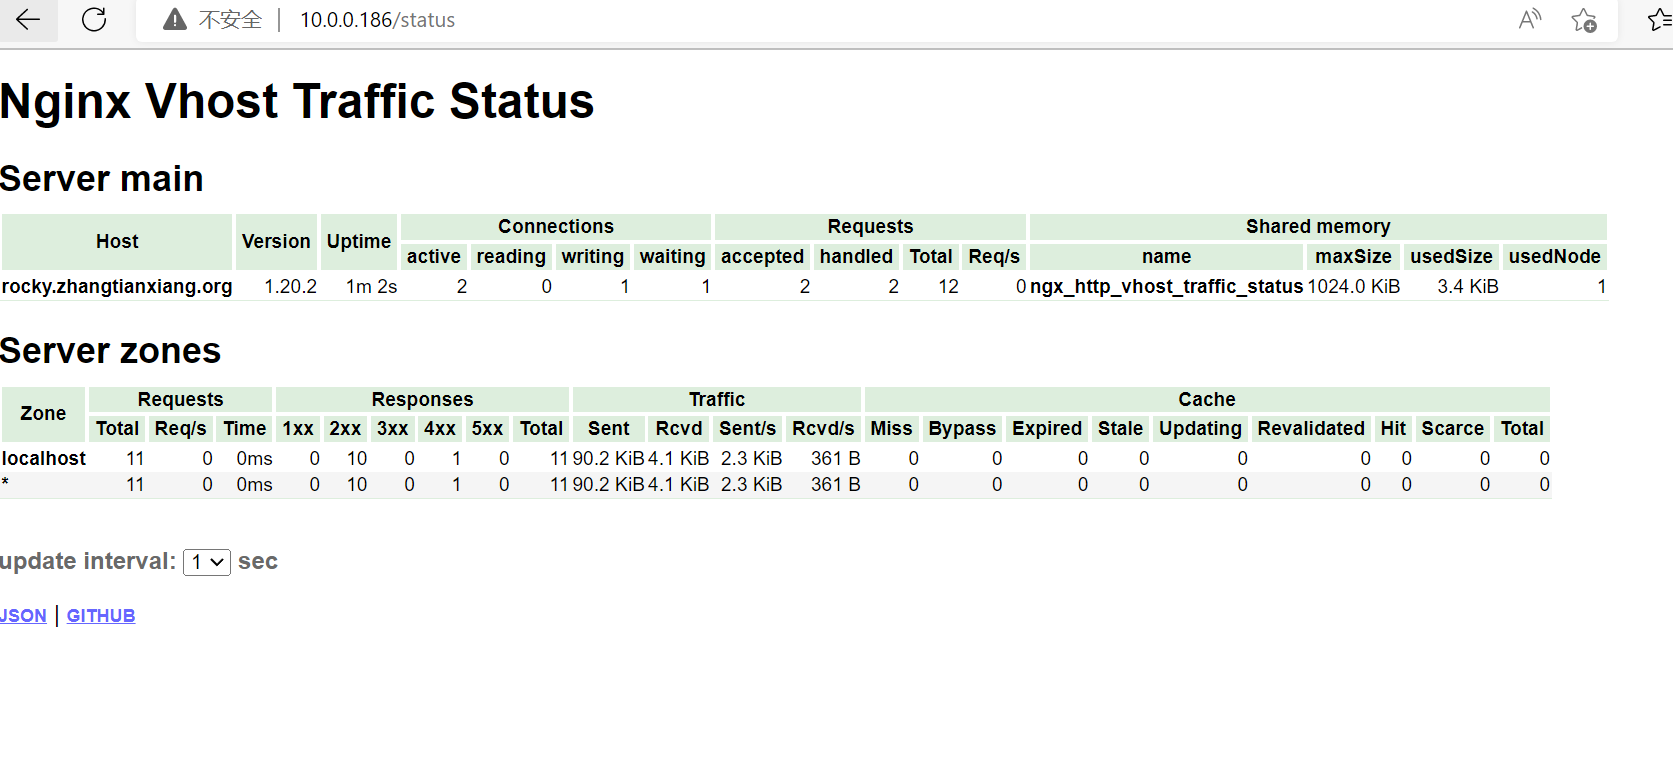 不安全 | 10.0.0.186/status
Nginx Vhost Traffic Status
Server main
Host Version Uptime Connections Requests Shared memory
active reading writing waiting accepted handled Total Req/s name maxSize usedSize usedNode
rocky.zhangtianxiang.org 1.20.2 1m 2s 2 0 1 1 2 2 12 0 ngx_http_vhost_traffic_status 1024.0 KiB 3.4 KiB 1
Server zones
Zone Requests Responses Traffic Cache
Total Req/s Time 1xx 2xx 3xx 4xx 5xx Total Sent Rcvd Sent/s Rcvd/s Miss Bypass Expired Stale Updating Revalidated Hit Scarce Total
localhost 11 0 0ms 0 10 0 1 0 11 90.2 KiB 4.1 KiB 2.3 KiB 361 B 0 0 0 0 0 0 0 0 0
* 11 0 0ms 0 10 0 1 0 11 90.2 KiB 4.1 KiB 2.3 KiB 361 B 0 0 0 0 0 0 0 0 0
update interval: 1 sec
JSON | GITHUB